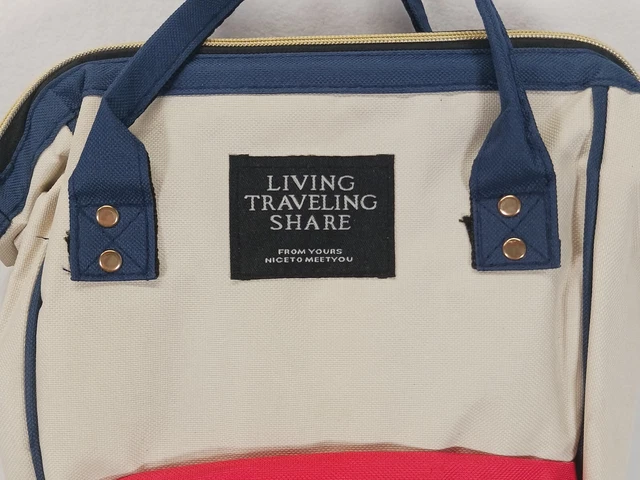 LIVING
TRAVELING
SHARE
FROM YOURS
NICETO MEETYOU